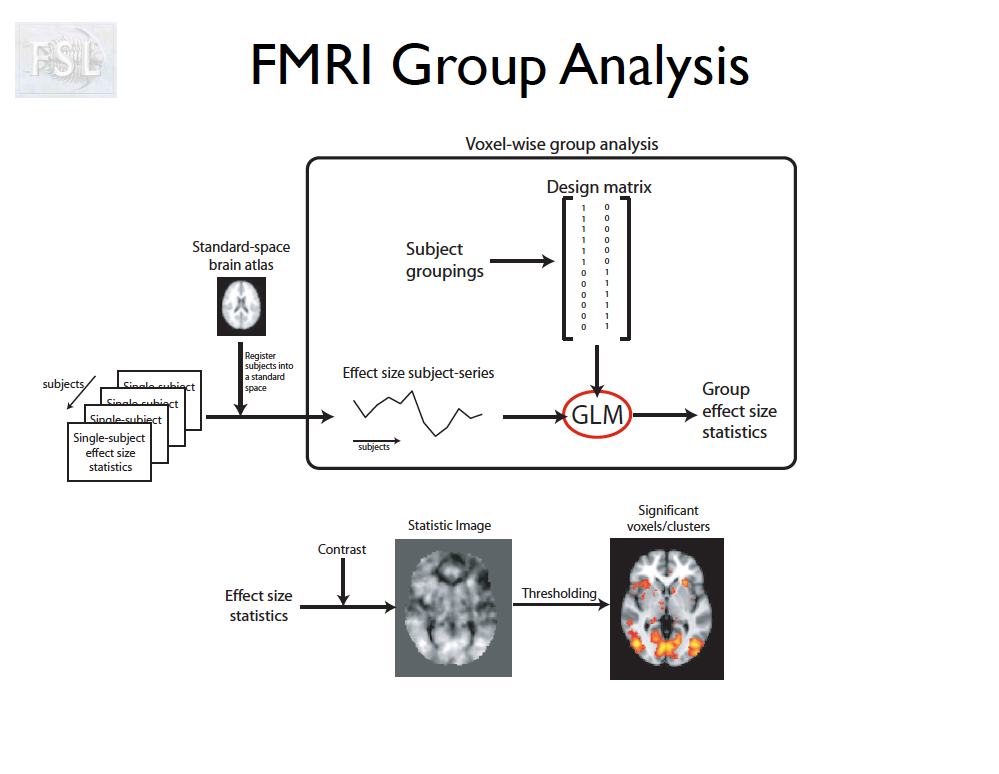 FSL
FMRI Group Analysis
Voxel-wise group analysis
Design matrix
1 0
1 0
1 0
1 0
1 0
1 0
0 1
0 1
0 1
0 1
0 1
0 1
Subject
groupings
Standard-space
brain atlas
Register
subjects into
a standard
space
subjects
Single-subject
Single-subject
Single-subject
Single-subject
effect size
statistics
Effect size subject-series
subjects
GLM
Group
effect size
statistics
Effect size
statistics
Contrast
Statistic Image
Thresholding
Significant
voxels/clusters